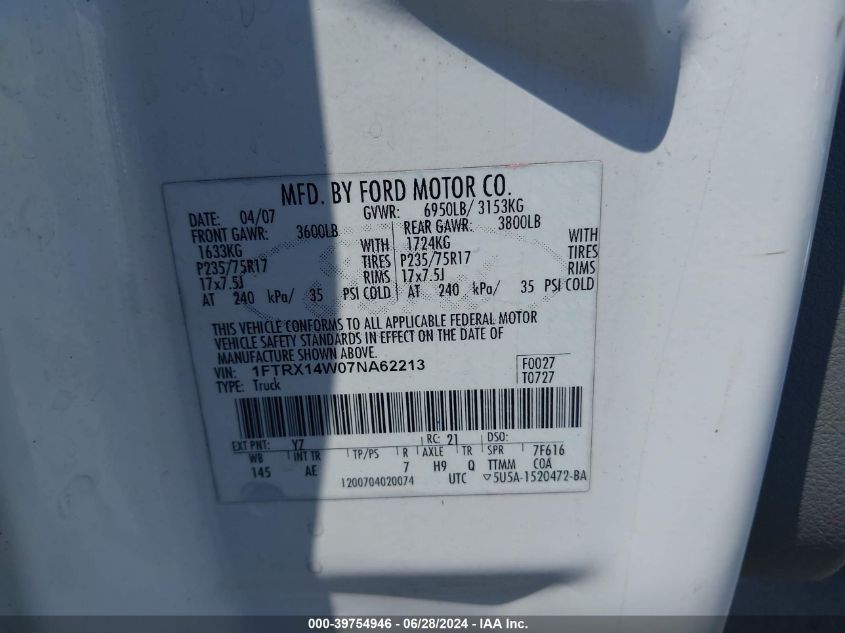 MFD. BY FORD MOTOR CO.
DATE: 04/07 GVWR: 6950LB/ 3153KG
FRONT GAWR: 3600LB REAR GAWR: 3800LB
1633KG WITH 1724KG WITH
P235/75R17 TIRES P235/75R17 TIRES
17x7.5J RIMS 17x7.5J RIMS
AT 240 kPa/ 35 PSI COLD AT 240 kPa/ 35 PSI COLD
THIS VEHICLE CONFORMS TO ALL APPLICABLE FEDERAL MOTOR
VEHICLE SAFETY STANDARDS IN EFFECT ON THE DATE OF
MANUFACTURE SHOWN ABOVE.
VIN: 1FTRX14W07NA62213 F0027
TYPE: Truck T0727
EXT PNT: YZ RC: 21 DSO:
WB INT TR TP/PS R AXLE TR SPR 7F616
145 AE 7 H9 Q TTMM COA
1200704020074 UTC ▽5U5A-1520472-BA
000-39754946 | 06/28/2024 | IAA Inc.